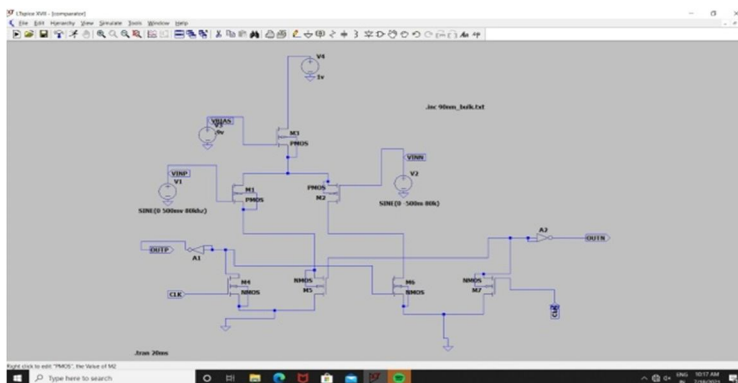 LTspice XVII - [comparator]
File Edit Hierarchy View Simulate Tools Window Help
V4
1v
.inc 90nm_bulk.txt
VBIAS
V3
.9v
M3
PMOS
VINP
V1
SINE(0 500mv 80khz)
M1
PMOS
PMOS
M2
VINN
V2
SINE(0 -500m 80k)
OUTP
A1
A2
OUTN
CLK
M4
NMOS
NMOS
M5
M6
NMOS
NMOS
M7
CLK
.tran 20ms
Right click to edit "PMOS", the Value of M2
Type here to search
ENG
10:17 AM